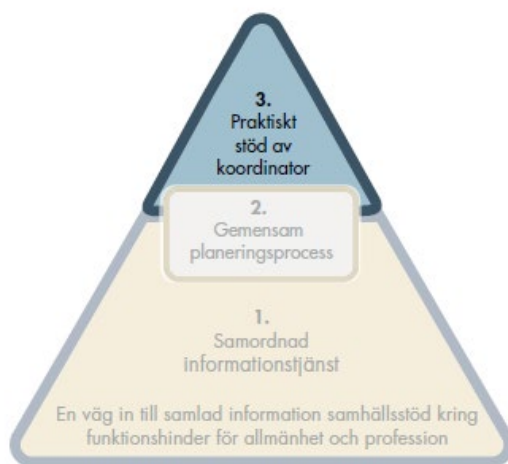 3.
Praktiskt
stöd av
koordinator
2.
Gemensam
planeringsprocess
1.
Samordnad
informationstjänst
En väg in till samlad information samhällsstöd kring
funktionshinder för allmänhet och profession